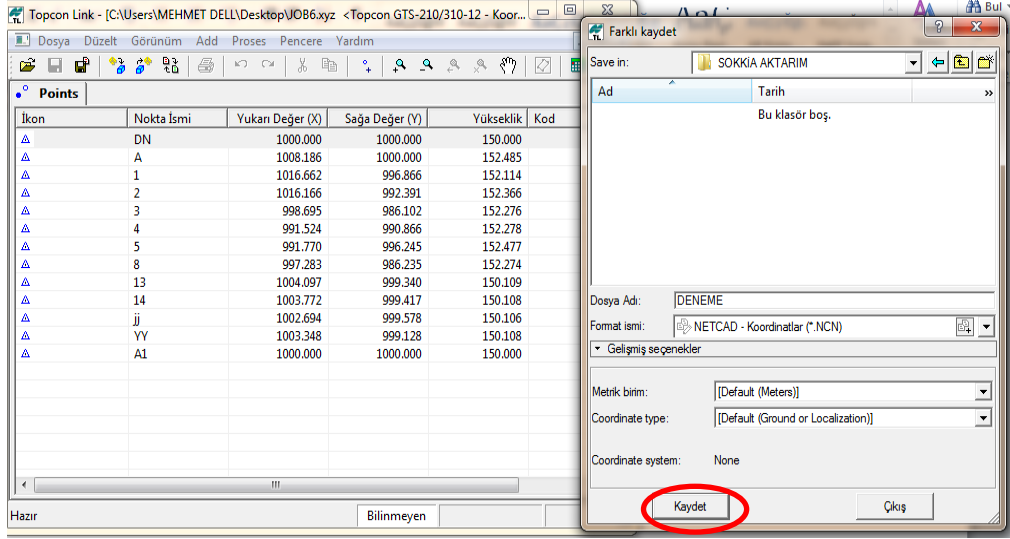 Topcon Link - [C:\Users\MEHMET DELL\Desktop\JOB6.xyz <Topcon GTS-210/310-12 - Koor...
Dosya Düzelt Görünüm Add Proses Pencere Yardım
Points
İkon Nokta İsmi Yukarı Değer (X) Sağa Değer (Y) Yükseklik Kod
DN 1000.000 1000.000 150.000
A 1008.186 1000.000 152.485
1 1016.662 996.866 152.114
2 1016.166 992.391 152.366
3 998.695 986.102 152.276
4 991.524 990.866 152.278
5 991.770 996.245 152.477
8 997.283 986.235 152.274
13 1004.097 999.340 150.109
14 1003.772 999.417 150.108
jj 1002.694 999.578 150.106
YY 1003.348 999.128 150.108
A1 1000.000 1000.000 150.000
Hazır Bilinmeyen
Bul
Farklı kaydet
Save in: SOKKiA AKTARIM
Ad Tarih »
Bu klasör boş.
Dosya Adı: DENEME
Format ismi: NETCAD - Koordinatlar (*.NCN)
Gelişmiş seçenekler
Metrik birim: [Default (Meters)]
Coordinate type: [Default (Ground or Localization)]
Coordinate system: None
Kaydet Çıkış